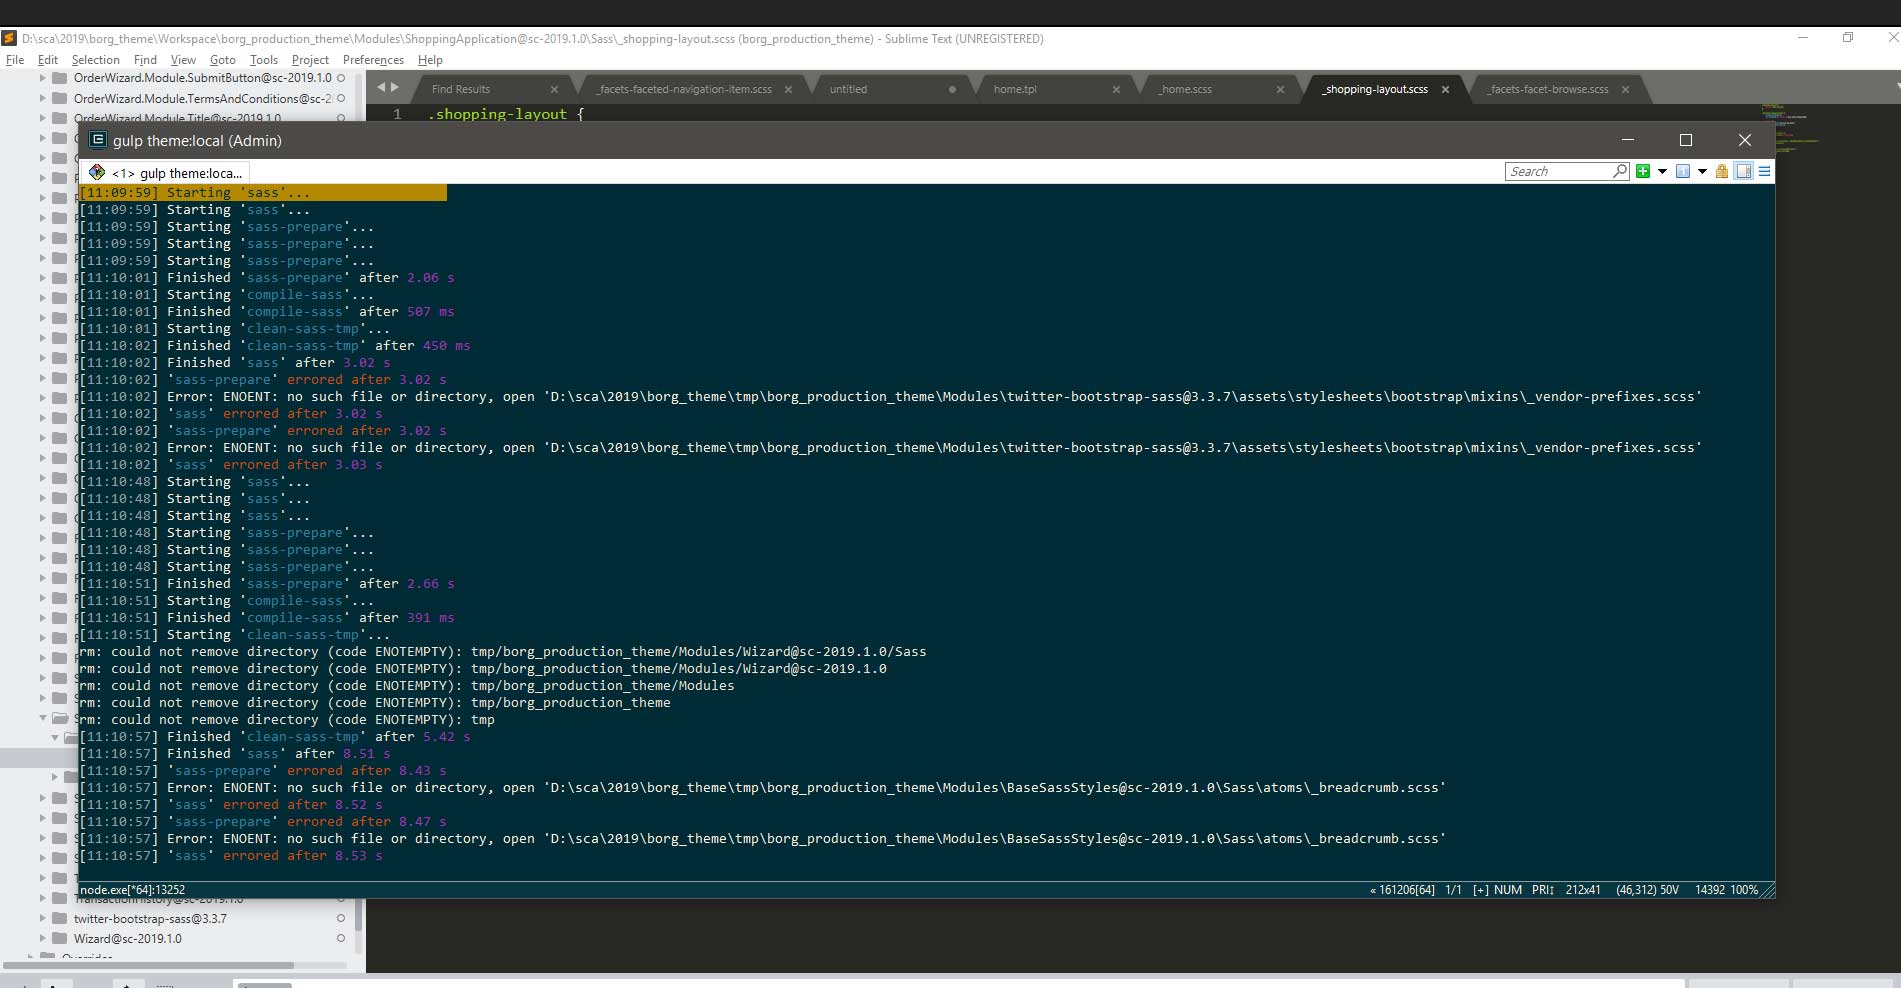 D:\sca\2019\borg_theme\Workspace\borg_production_theme\Modules\ShoppingApplication@sc-2019.1.0\Sass\_shopping-layout.scss (borg_production_theme) - Sublime Text (UNREGISTERED)
File Edit Selection Find View Goto Tools Project Preferences Help
OrderWizard.Module.SubmitButton@sc-2019.1.0
OrderWizard.Module.TermsAndConditions@sc-2
OrderWizard.Module.Title@sc-2019.1.0
Find Results
_facets-faceted-navigation-item.scss
untitled
home.tpl
_home.scss
_shopping-layout.scss
_facets-facet-browse.scss
1 .shopping-layout {
gulp theme:local (Admin)
<1> gulp theme:loca...
Search
[11:09:59] Starting 'sass'...
[11:09:59] Starting 'sass'...
[11:09:59] Starting 'sass-prepare'...
[11:09:59] Starting 'sass-prepare'...
[11:09:59] Starting 'sass-prepare'...
[11:10:01] Finished 'sass-prepare' after 2.06 s
[11:10:01] Starting 'compile-sass'...
[11:10:01] Finished 'compile-sass' after 507 ms
[11:10:01] Starting 'clean-sass-tmp'...
[11:10:02] Finished 'clean-sass-tmp' after 450 ms
[11:10:02] Finished 'sass' after 3.02 s
[11:10:02] 'sass-prepare' errored after 3.02 s
[11:10:02] Error: ENOENT: no such file or directory, open 'D:\sca\2019\borg_theme\tmp\borg_production_theme\Modules\twitter-bootstrap-sass@3.3.7\assets\stylesheets\bootstrap\mixins\_vendor-prefixes.scss'
[11:10:02] 'sass' errored after 3.02 s
[11:10:02] 'sass-prepare' errored after 3.02 s
[11:10:02] Error: ENOENT: no such file or directory, open 'D:\sca\2019\borg_theme\tmp\borg_production_theme\Modules\twitter-bootstrap-sass@3.3.7\assets\stylesheets\bootstrap\mixins\_vendor-prefixes.scss'
[11:10:02] 'sass' errored after 3.03 s
[11:10:48] Starting 'sass'...
[11:10:48] Starting 'sass'...
[11:10:48] Starting 'sass'...
[11:10:48] Starting 'sass-prepare'...
[11:10:48] Starting 'sass-prepare'...
[11:10:48] Starting 'sass-prepare'...
[11:10:51] Finished 'sass-prepare' after 2.66 s
[11:10:51] Starting 'compile-sass'...
[11:10:51] Finished 'compile-sass' after 391 ms
[11:10:51] Starting 'clean-sass-tmp'...
rm: could not remove directory (code ENOTEMPTY): tmp/borg_production_theme/Modules/Wizard@sc-2019.1.0/Sass
rm: could not remove directory (code ENOTEMPTY): tmp/borg_production_theme/Modules/Wizard@sc-2019.1.0
rm: could not remove directory (code ENOTEMPTY): tmp/borg_production_theme/Modules
rm: could not remove directory (code ENOTEMPTY): tmp/borg_production_theme
rm: could not remove directory (code ENOTEMPTY): tmp
[11:10:57] Finished 'clean-sass-tmp' after 5.42 s
[11:10:57] Finished 'sass' after 8.51 s
[11:10:57] 'sass-prepare' errored after 8.43 s
[11:10:57] Error: ENOENT: no such file or directory, open 'D:\sca\2019\borg_theme\tmp\borg_production_theme\Modules\BaseSassStyles@sc-2019.1.0\Sass\atoms\_breadcrumb.scss'
[11:10:57] 'sass' errored after 8.52 s
[11:10:57] 'sass-prepare' errored after 8.47 s
[11:10:57] Error: ENOENT: no such file or directory, open 'D:\sca\2019\borg_theme\tmp\borg_production_theme\Modules\BaseSassStyles@sc-2019.1.0\Sass\atoms\_breadcrumb.scss'
[11:10:57] 'sass' errored after 8.53 s
node.exe[*64]:13252
« 161206[64] 1/1 [+] NUM PRI↕ 212x41 (46,312) 50V 14392 100%
TransactionHistory@sc-2019.1.0
twitter-bootstrap-sass@3.3.7
Wizard@sc-2019.1.0
Overrides